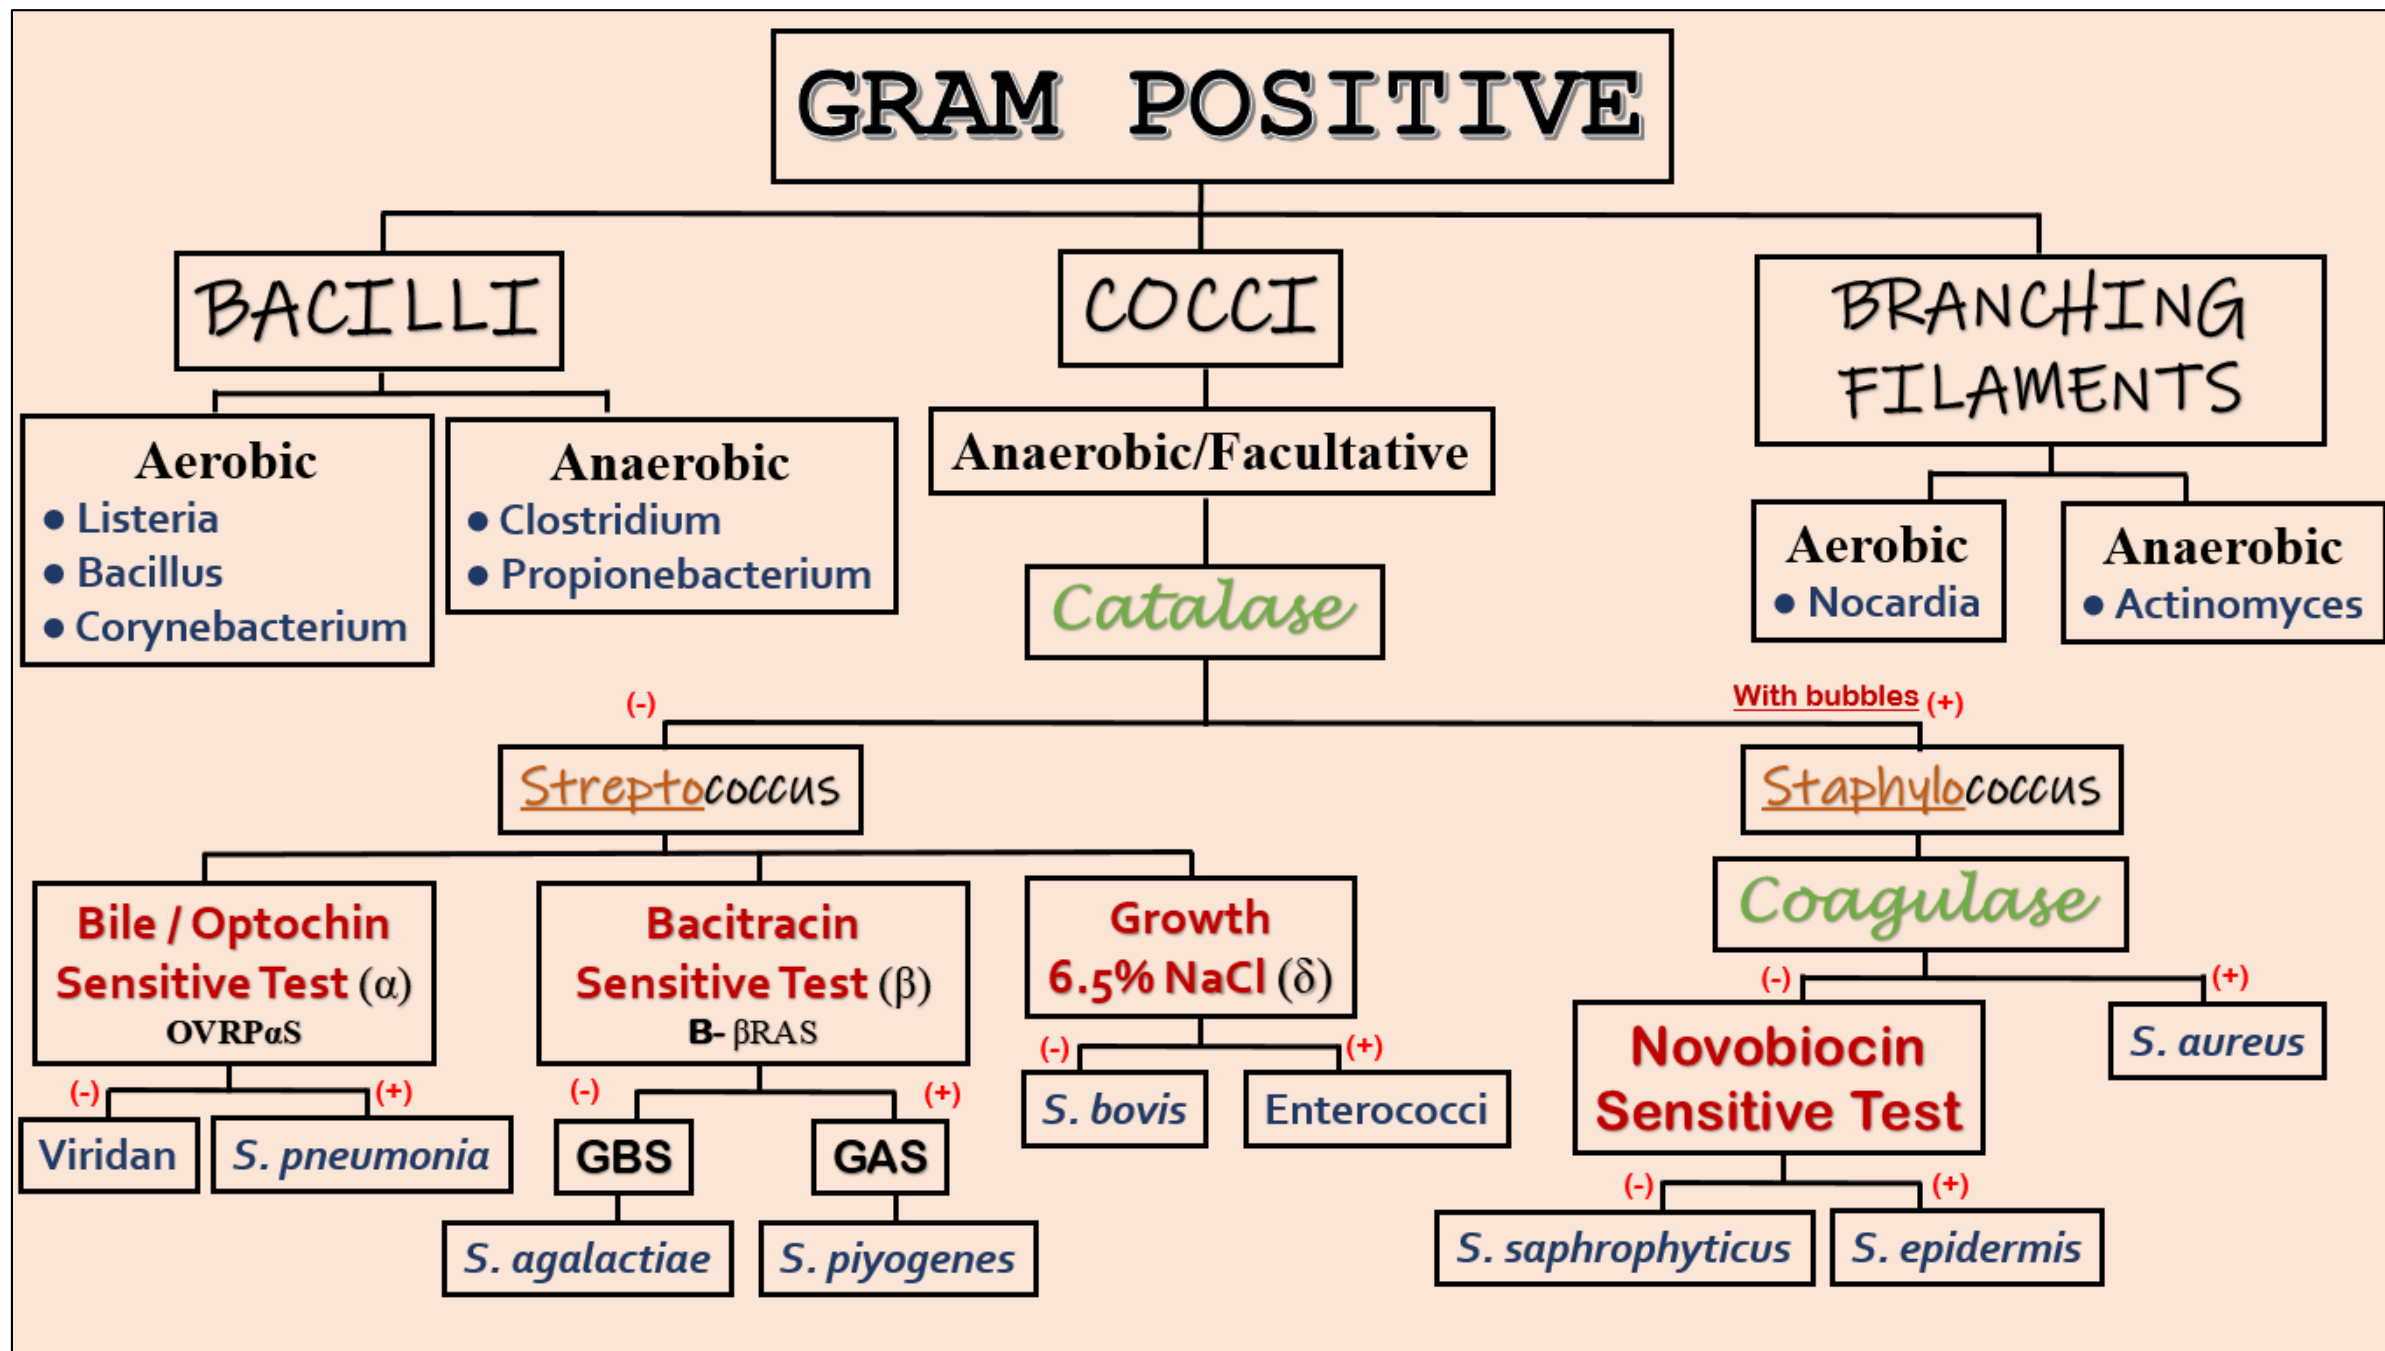 GRAM POSITIVE
BACILLI
COCCI
BRANCHING
FILAMENTS
Aerobic
● Listeria
● Bacillus
● Corynebacterium
Anaerobic
● Clostridium
● Propionebacterium
Anaerobic/Facultative
Aerobic
● Nocardia
Anaerobic
● Actinomyces
Catalase
(-)
With bubbles (+)
Streptococcus
Staphylococcus
Bile / Optochin
Sensitive Test (α)
OVRPαS
Bacitracin
Sensitive Test (β)
B- βRAS
Growth
6.5% NaCl (δ)
Coagulase
(-)
(+)
(-)
(+)
(-)
(+)
(-)
(+)
Viridan
S. pneumonia
GBS
GAS
S. bovis
Enterococci
Novobiocin
Sensitive Test
S. aureus
S. agalactiae
S. piyogenes
(-)
(+)
S. saphrophyticus
S. epidermis